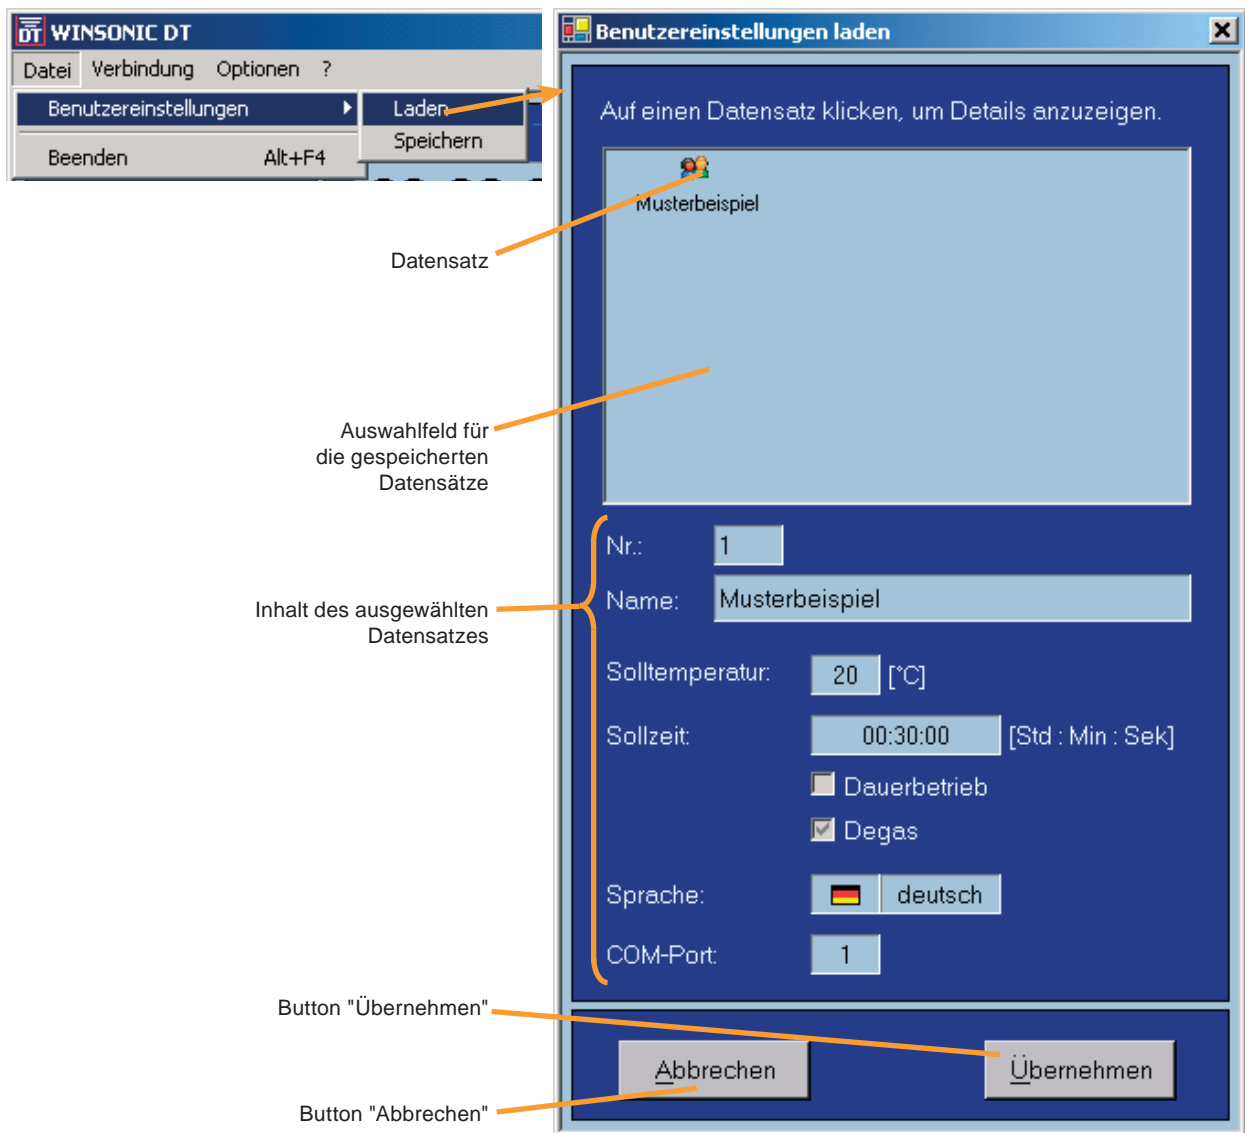 DT WINSONIC DT
Datei Verbindung Optionen ?
Benutzereinstellungen
Beenden Alt+F4
Laden
Speichern
Benutzereinstellungen laden
Auf einen Datensatz klicken, um Details anzuzeigen.
Musterbeispiel
Datensatz
Auswahlfeld für
die gespeicherten
Datensätze
Inhalt des ausgewählten
Datensatzes
Nr.: 1
Name: Musterbeispiel
Solltemperatur: 20 [°C]
Sollzeit: 00:30:00 [Std : Min : Sek]
Dauerbetrieb
Degas
Sprache: deutsch
COM-Port: 1
Button "Übernehmen"
Abbrechen Übernehmen
Button "Abbrechen"